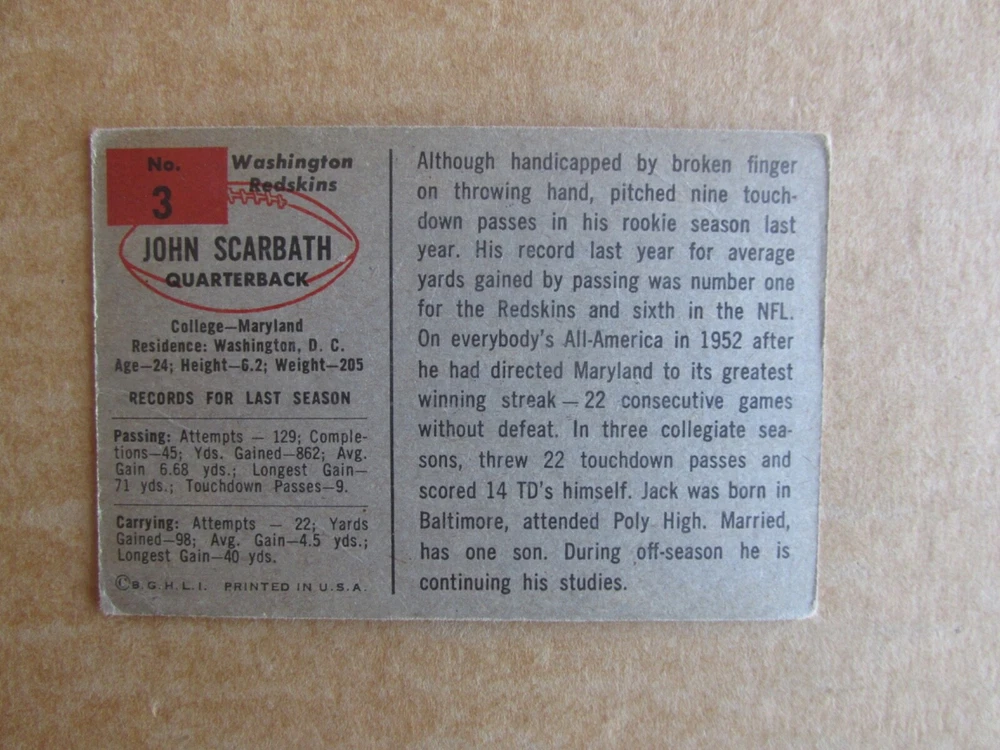 No.
3
Washington
Redskins
JOHN SCARBATH
QUARTERBACK
College—Maryland
Residence: Washington, D. C.
Age—24; Height—6.2; Weight—205
RECORDS FOR LAST SEASON
Passing: Attempts — 129; Comple-
tions—45; Yds. Gained—862; Avg.
Gain 6.68 yds.; Longest Gain—
71 yds.; Touchdown Passes—9.
Carrying: Attempts — 22; Yards
Gained—98; Avg. Gain—4.5 yds.;
Longest Gain—40 yds.
©B. G. H. L. I. PRINTED IN U.S.A.
Although handicapped by broken finger
on throwing hand, pitched nine touch-
down passes in his rookie season last
year. His record last year for average
yards gained by passing was number one
for the Redskins and sixth in the NFL.
On everybody's All-America in 1952 after
he had directed Maryland to its greatest
winning streak — 22 consecutive games
without defeat. In three collegiate sea-
sons, threw 22 touchdown passes and
scored 14 TD's himself. Jack was born in
Baltimore, attended Poly High. Married,
has one son. During off-season he is
continuing his studies.